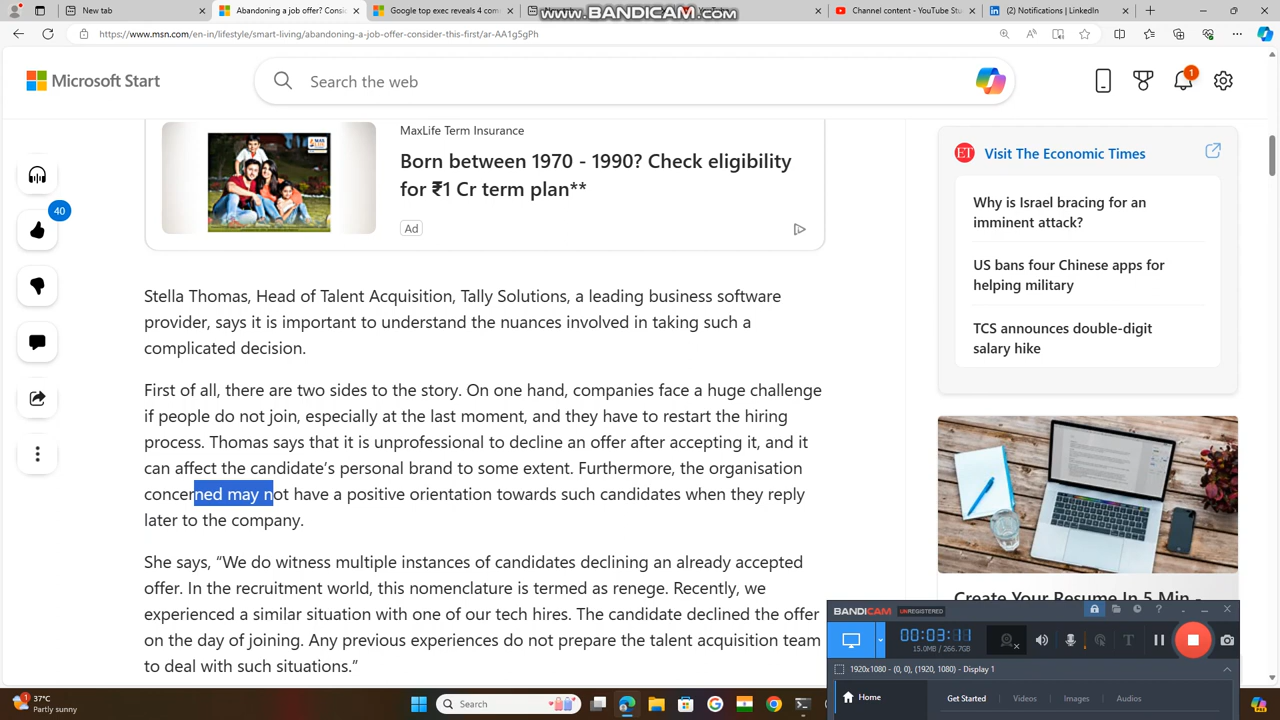 New tab
Abandoning a job offer? Consi
Google top exec reveals 4 com
www.BANDICAM.com
Channel content - YouTube Stu
(2) Notifications | LinkedIn
https://www.msn.com/en-in/lifestyle/smart-living/abandoning-a-job-offer-consider-this-first/ar-AA1g5gPh
Microsoft Start
Search the web
1
40
MaxLife Term Insurance
Born between 1970 - 1990? Check eligibility
for ₹1 Cr term plan**
Ad
Stella Thomas, Head of Talent Acquisition, Tally Solutions, a leading business software
provider, says it is important to understand the nuances involved in taking such a
complicated decision.
First of all, there are two sides to the story. On one hand, companies face a huge challenge
if people do not join, especially at the last moment, and they have to restart the hiring
process. Thomas says that it is unprofessional to decline an offer after accepting it, and it
can affect the candidate’s personal brand to some extent. Furthermore, the organisation
concerned may not have a positive orientation towards such candidates when they reply
later to the company.
She says, “We do witness multiple instances of candidates declining an already accepted
offer. In the recruitment world, this nomenclature is termed as renege. Recently, we
experienced a similar situation with one of our tech hires. The candidate declined the offer
on the day of joining. Any previous experiences do not prepare the talent acquisition team
to deal with such situations.”
ET Visit The Economic Times
Why is Israel bracing for an
imminent attack?
US bans four Chinese apps for
helping military
TCS announces double-digit
salary hike
Create Your Resume In 5 Min -
BANDICAM UNREGISTERED
00:03:11
15.0MB / 266.7GB
1920x1080 - (0, 0), (1920, 1080) - Display 1
Home
Get Started
Videos
Images
Audios
1
37°C
Partly sunny
Search